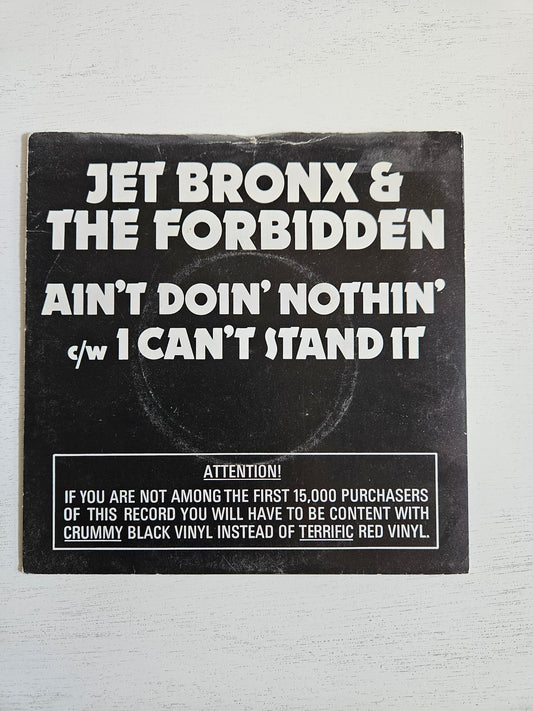 JET BRONX &
THE FORBIDDEN
AIN'T DOIN' NOTHIN'
c/w I CAN'T STAND IT
ATTENTION!
IF YOU ARE NOT AMONG THE FIRST 15,000 PURCHASERS
OF THIS RECORD YOU WILL HAVE TO BE CONTENT WITH
CRUMMY BLACK VINYL INSTEAD OF TERRIFIC RED VINYL.